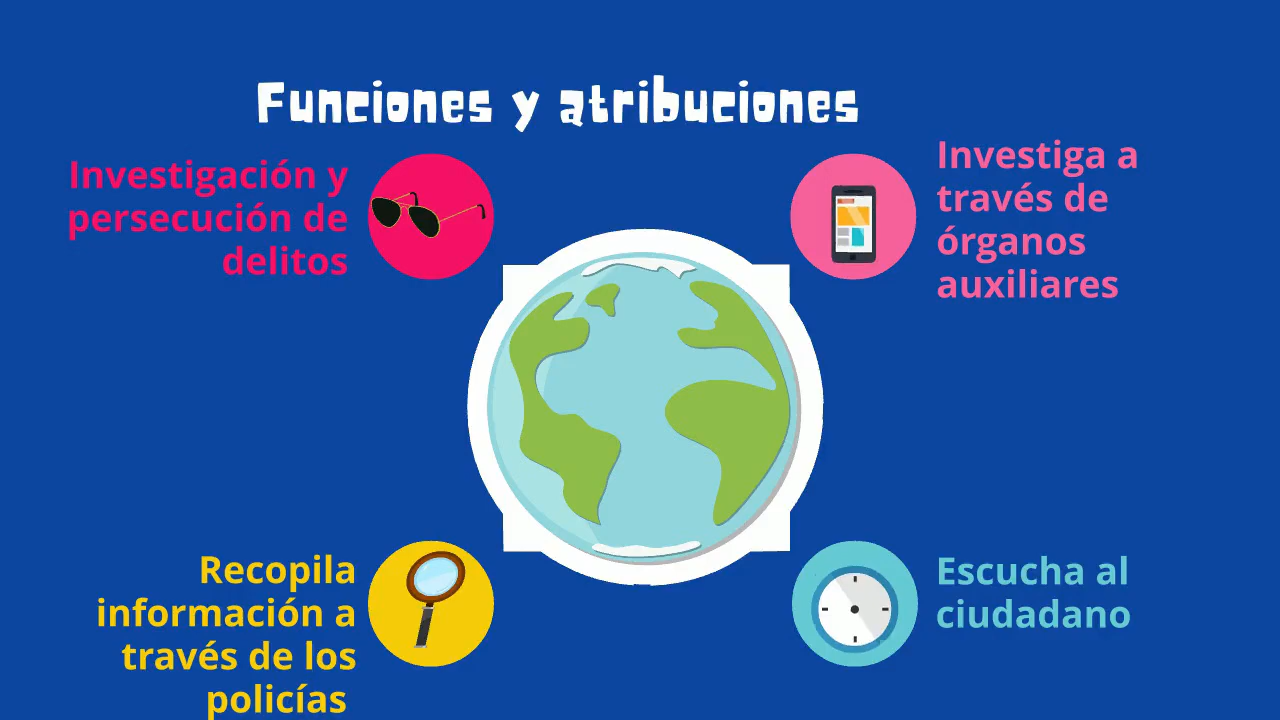 Funciones y atribuciones
Investigación y
persecución de
delitos
Investiga a
través de
órganos
auxiliares
Recopila
información a
través de los
policías
Escucha al
ciudadano